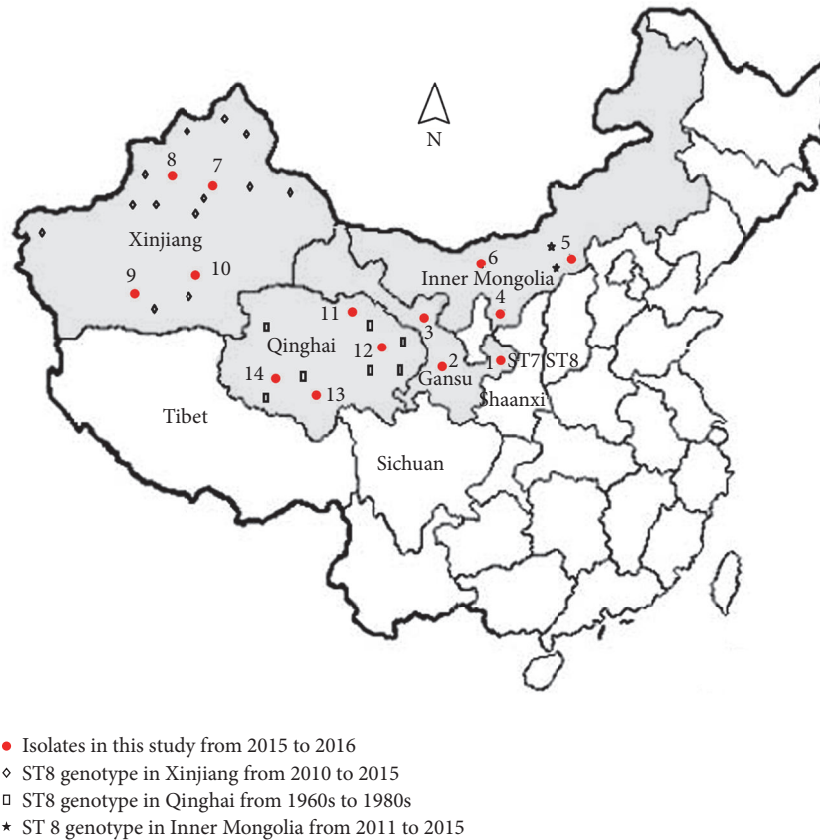 N
8
7
Xinjiang
9
10
6
5
Inner Mongolia
4
11
3
Qinghai
12
2
1
ST7 ST8
Gansu
14
13
Shaanxi
Tibet
Sichuan
Isolates in this study from 2015 to 2016
ST8 genotype in Xinjiang from 2010 to 2015
ST8 genotype in Qinghai from 1960s to 1980s
ST 8 genotype in Inner Mongolia from 2011 to 2015